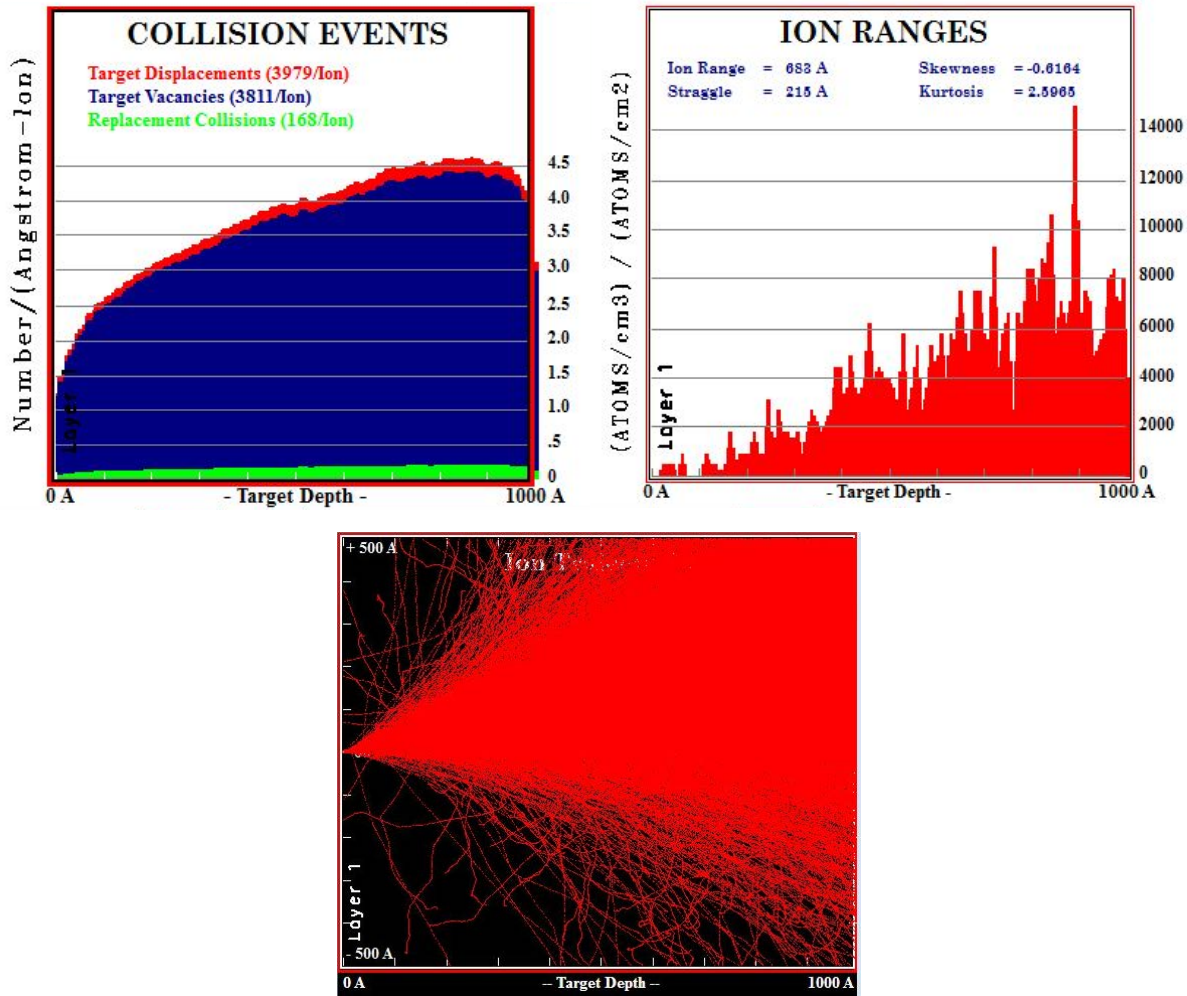 COLLISION EVENTS
Target Displacements (3979/Ion)
Target Vacancies (3811/Ion)
Replacement Collisions (168/Ion)
Number/(Angstrom-Ion)
4.5
4.0
3.5
3.0
2.5
2.0
1.5
1.0
.5
0
Layer 1
0 A - Target Depth - 1000 A
ION RANGES
Ion Range = 683 A Skewness = -0.6164
Straggle = 215 A Kurtosis = 2.5965
(ATOMS/cm3) / (ATOMS/cm2)
14000
12000
10000
8000
6000
4000
2000
0
Layer 1
0 A - Target Depth - 1000 A
+ 500 A
Ion
Layer 1
- 500 A
0 A -- Target Depth -- 1000 A